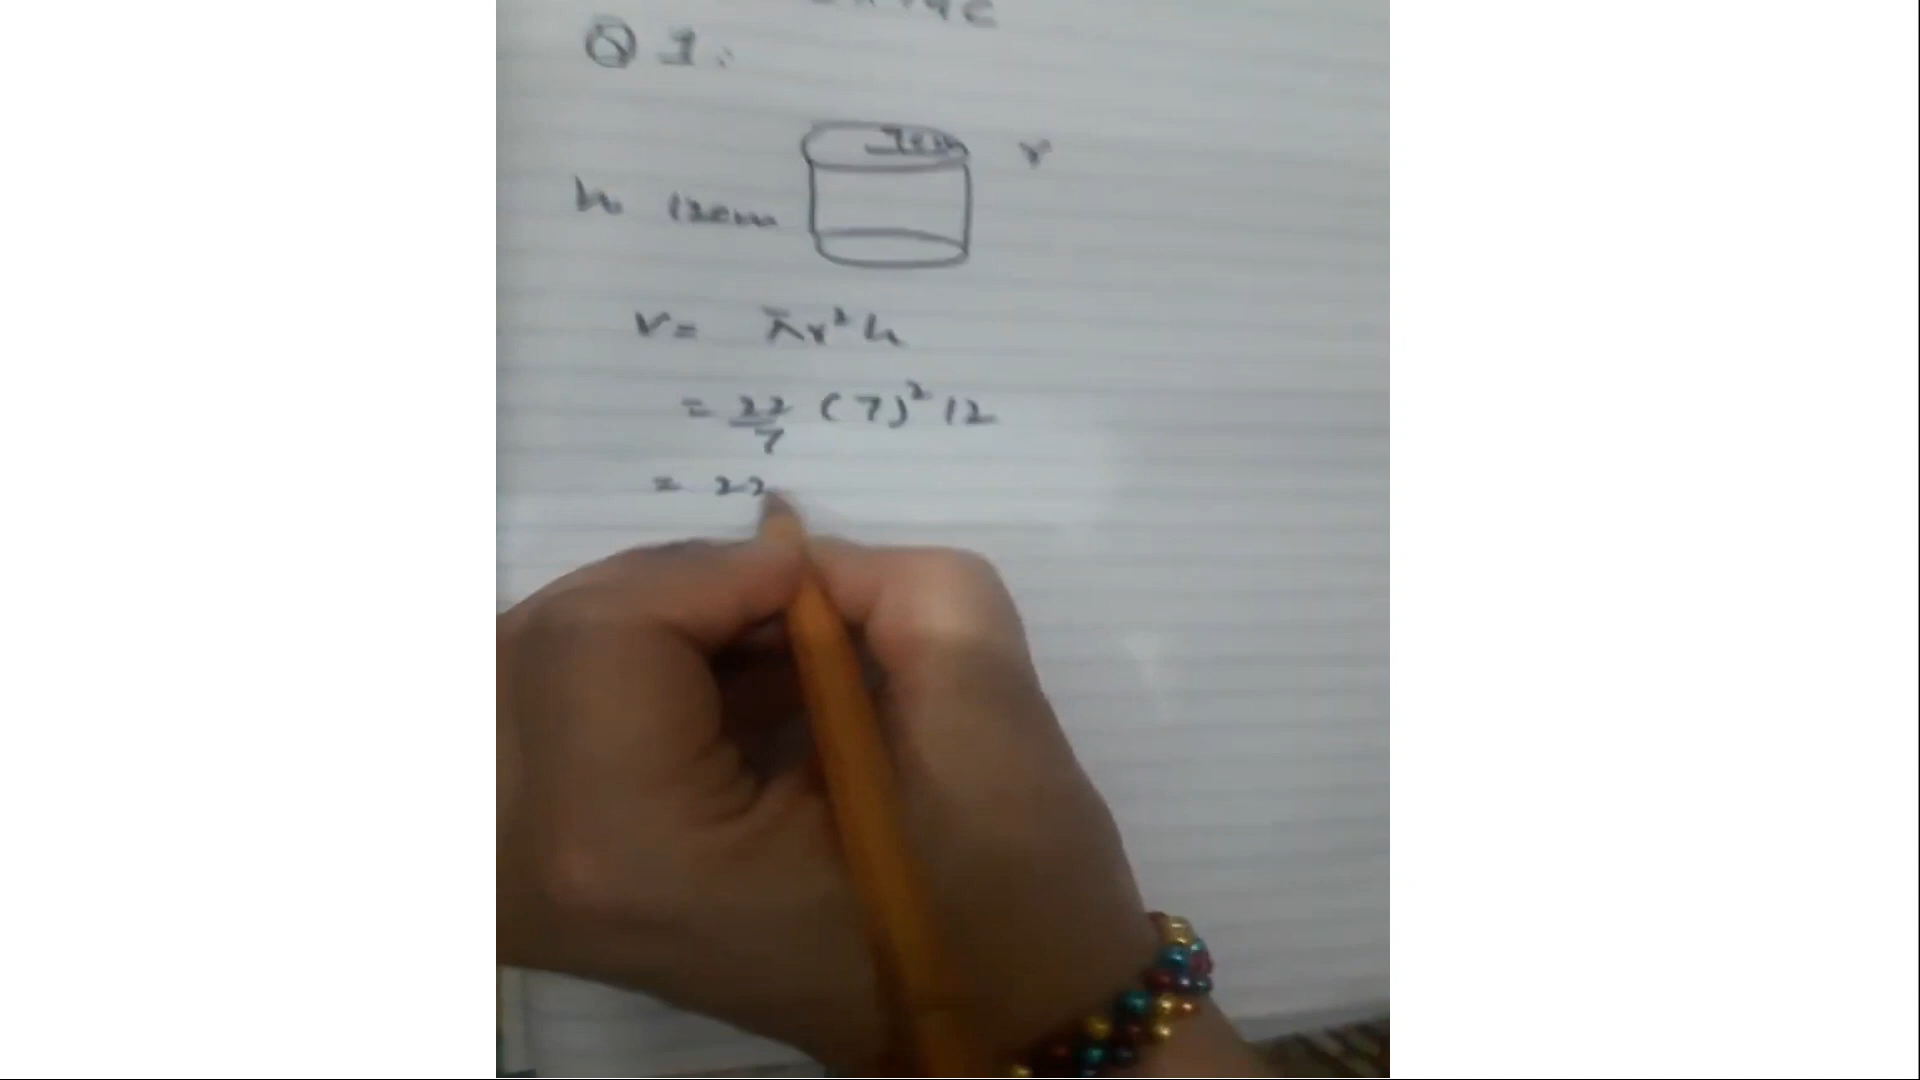 Q 1:
7cm r
h 12cm
V = πr²h
= 22/7 (7)² 12
= 22